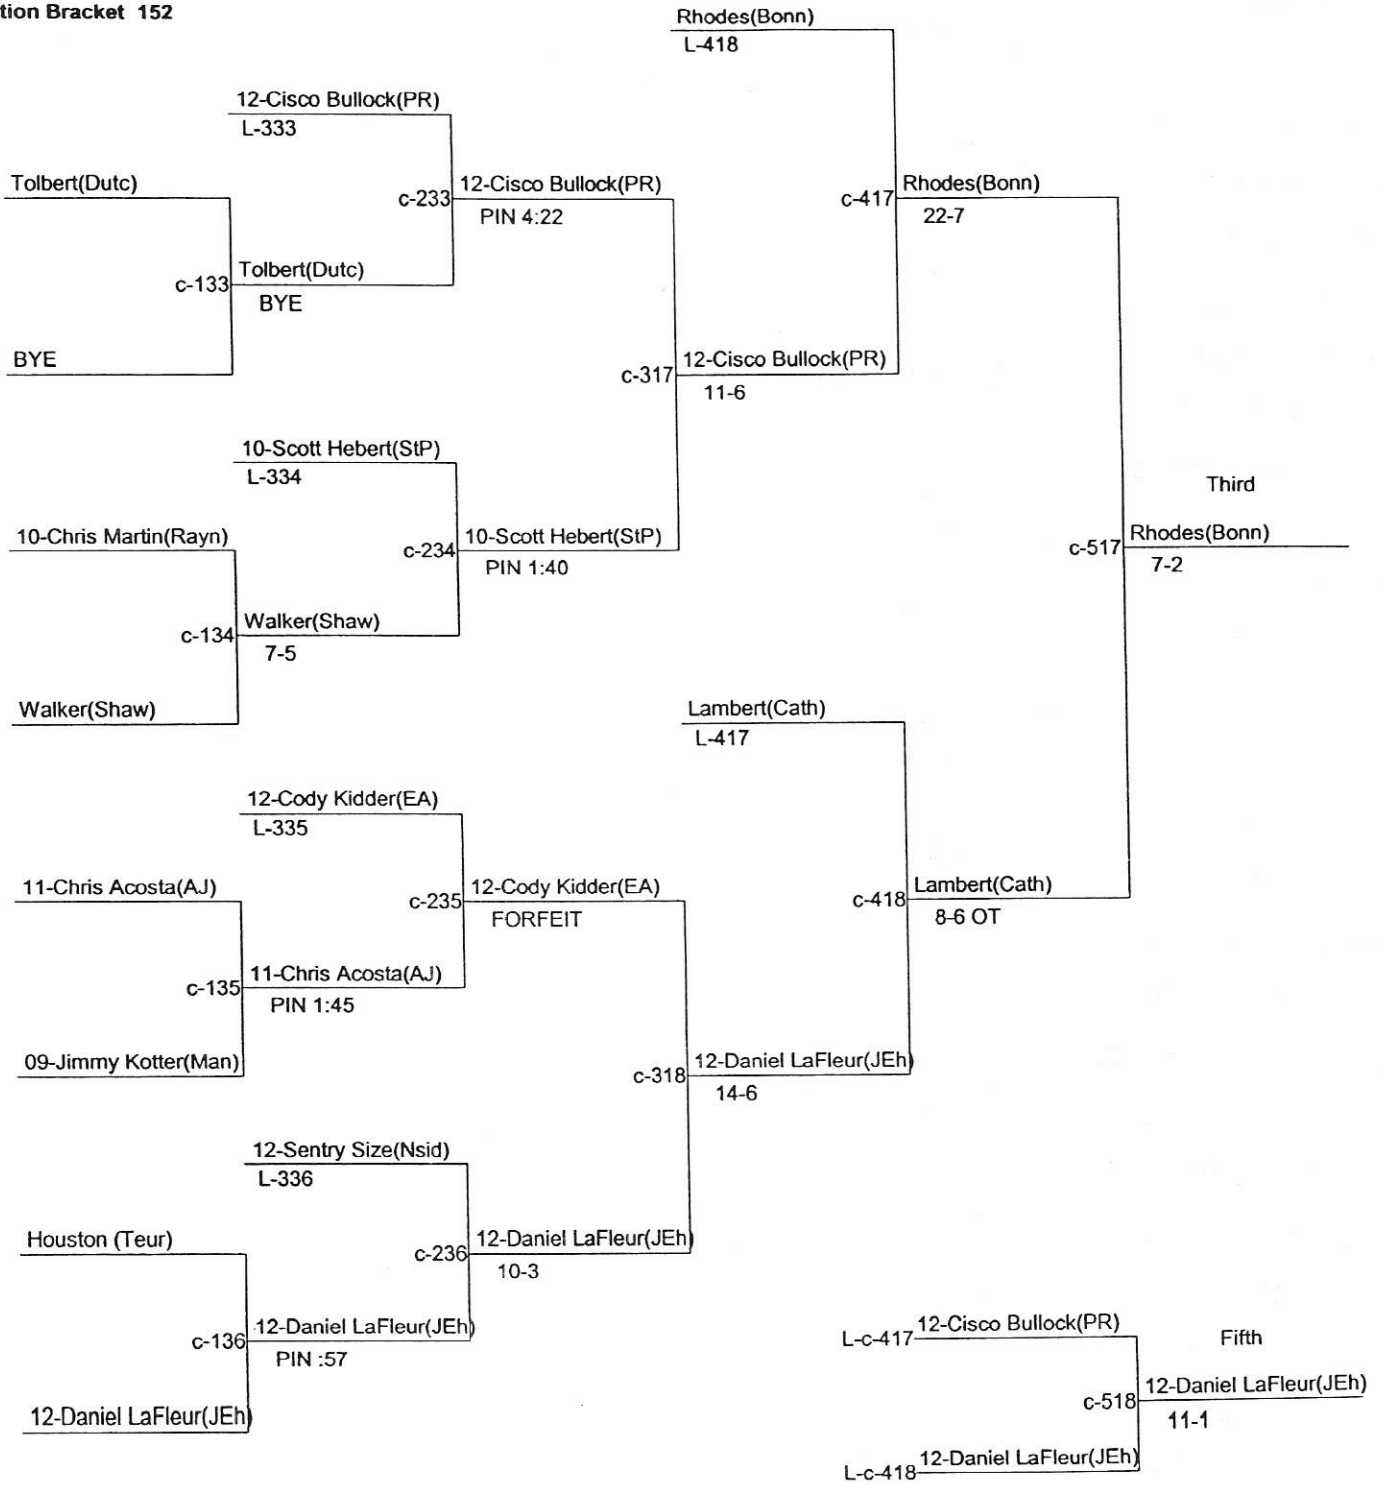 tion Bracket 152
Rhodes(Bonn)
L-418
12-Cisco Bullock(PR)
L-333
Tolbert(Dutc)
c-233
12-Cisco Bullock(PR)
PIN 4:22
c-417
Rhodes(Bonn)
22-7
c-133
Tolbert(Dutc)
BYE
BYE
c-317
12-Cisco Bullock(PR)
11-6
10-Scott Hebert(StP)
L-334
Third
10-Chris Martin(Rayn)
c-234
10-Scott Hebert(StP)
PIN 1:40
c-517
Rhodes(Bonn)
7-2
c-134
Walker(Shaw)
7-5
Walker(Shaw)
Lambert(Cath)
L-417
12-Cody Kidder(EA)
L-335
11-Chris Acosta(AJ)
c-235
12-Cody Kidder(EA)
FORFEIT
c-418
Lambert(Cath)
8-6 OT
c-135
11-Chris Acosta(AJ)
PIN 1:45
09-Jimmy Kotter(Man)
c-318
12-Daniel LaFleur(JEh)
14-6
12-Sentry Size(Nsid)
L-336
Houston (Teur)
c-236
12-Daniel LaFleur(JEh)
10-3
c-136
12-Daniel LaFleur(JEh)
PIN :57
12-Daniel LaFleur(JEh)
L-c-417
12-Cisco Bullock(PR)
Fifth
c-518
12-Daniel LaFleur(JEh)
11-1
L-c-418
12-Daniel LaFleur(JEh)